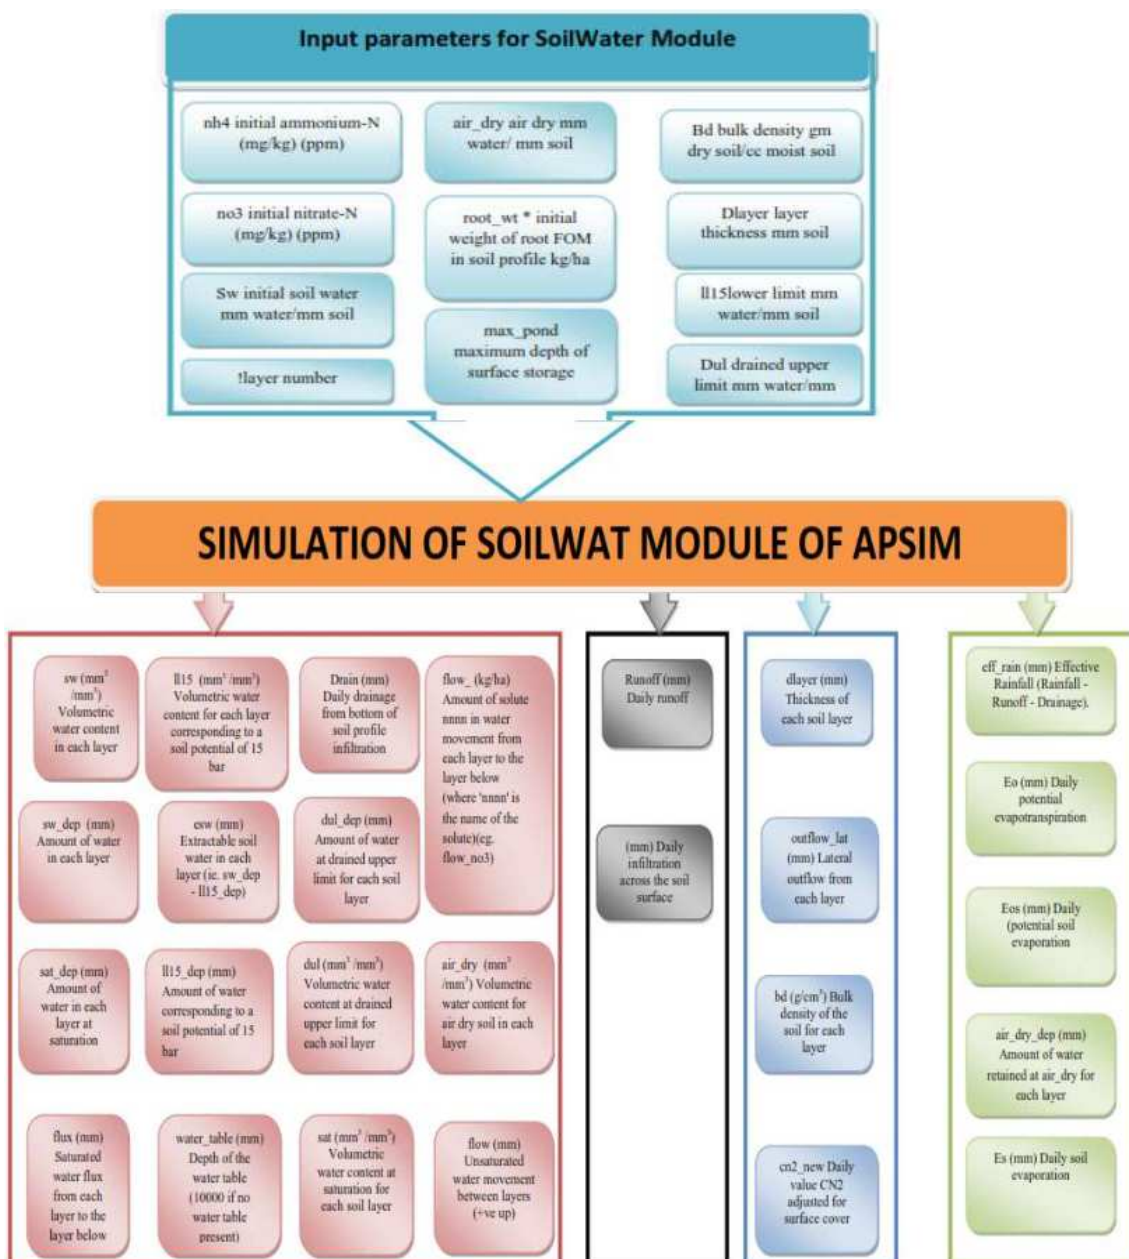 Input parameters for SoilWater Module
nh4 initial ammonium-N
(mg/kg) (ppm)
no3 initial nitrate-N
(mg/kg) (ppm)
Sw initial soil water
mm water/mm soil
!layer number
air_dry air dry mm
water/ mm soil
root_wt * initial
weight of root FOM
in soil profile kg/ha
max_pond
maximum depth of
surface storage
Bd bulk density gm
dry soil/cc moist soil
Dlayer layer
thickness mm soil
ll15lower limit mm
water/mm soil
Dul drained upper
limit mm water/mm
SIMULATION OF SOILWAT MODULE OF APSIM
sw (mm³
/mm³)
Volumetric
water content
in each layer
ll15 (mm³ /mm³)
Volumetric water
content for each layer
corresponding to a
soil potential of 15
bar
Drain (mm)
Daily drainage
from bottom of
soil profile
infiltration
flow_ (kg/ha)
Amount of solute
nnnn in water
movement from
each layer to the
layer below
(where 'nnnn' is
the name of the
solute)(eg.
flow_no3)
sw_dep (mm)
Amount of water
in each layer
esw (mm)
Extractable soil
water in each
layer (ie. sw_dep
- ll15_dep)
dul_dep (mm)
Amount of water
at drained upper
limit for each soil
layer
sat_dep (mm)
Amount of
water in each
layer at
saturation
ll15_dep (mm)
Amount of water
corresponding to a
soil potential of 15
bar
dul (mm³ /mm³)
Volumetric water
content at drained
upper limit for
each soil layer
air_dry (mm³
/mm³) Volumetric
water content for
air dry soil in each
layer
flux (mm)
Saturated
water flux
from each
layer to the
layer below
water_table (mm)
Depth of the
water table
(10000 if no
water table
present)
sat (mm³ /mm³)
Volumetric
water content at
saturation for
each soil layer
flow (mm)
Unsaturated
water movement
between layers
(+ve up)
Runoff (mm)
Daily runoff
(mm) Daily
infiltration
across the soil
surface
dlayer (mm)
Thickness of
each soil layer
outflow_lat
(mm) Lateral
outflow from
each layer
bd (g/cm³) Bulk
density of the
soil for each
layer
cn2_new Daily
value CN2
adjusted for
surface cover
eff_rain (mm) Effective
Rainfall (Rainfall -
Runoff - Drainage).
Eo (mm) Daily
potential
evapotranspiration
Eos (mm) Daily
(potential soil
evaporation
air_dry_dep (mm)
Amount of water
retained at air_dry for
each layer
Es (mm) Daily soil
evaporation